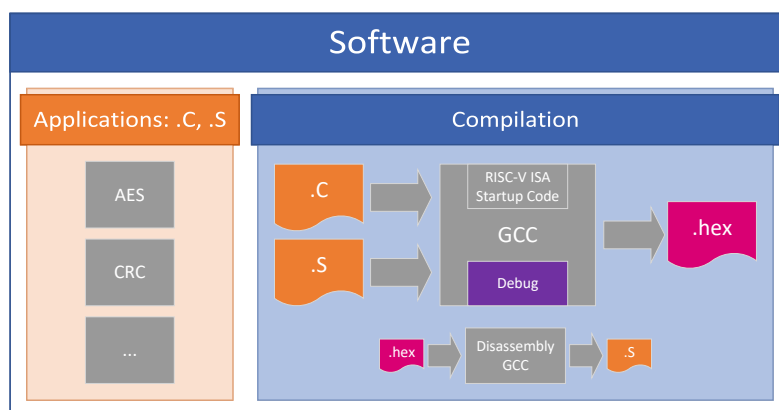 Software
Applications: .C, .S
AES
CRC
...
Compilation
.C
.S
RISC-V ISA
Startup Code
GCC
Debug
.hex
.hex
Disassembly
GCC
.S